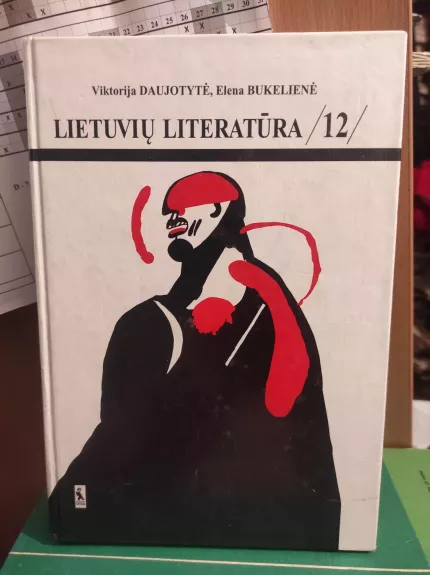 Viktorija DAUJOTYTĖ, Elena BUKELIENĖ
LIETUVIŲ LITERATŪRA /12/